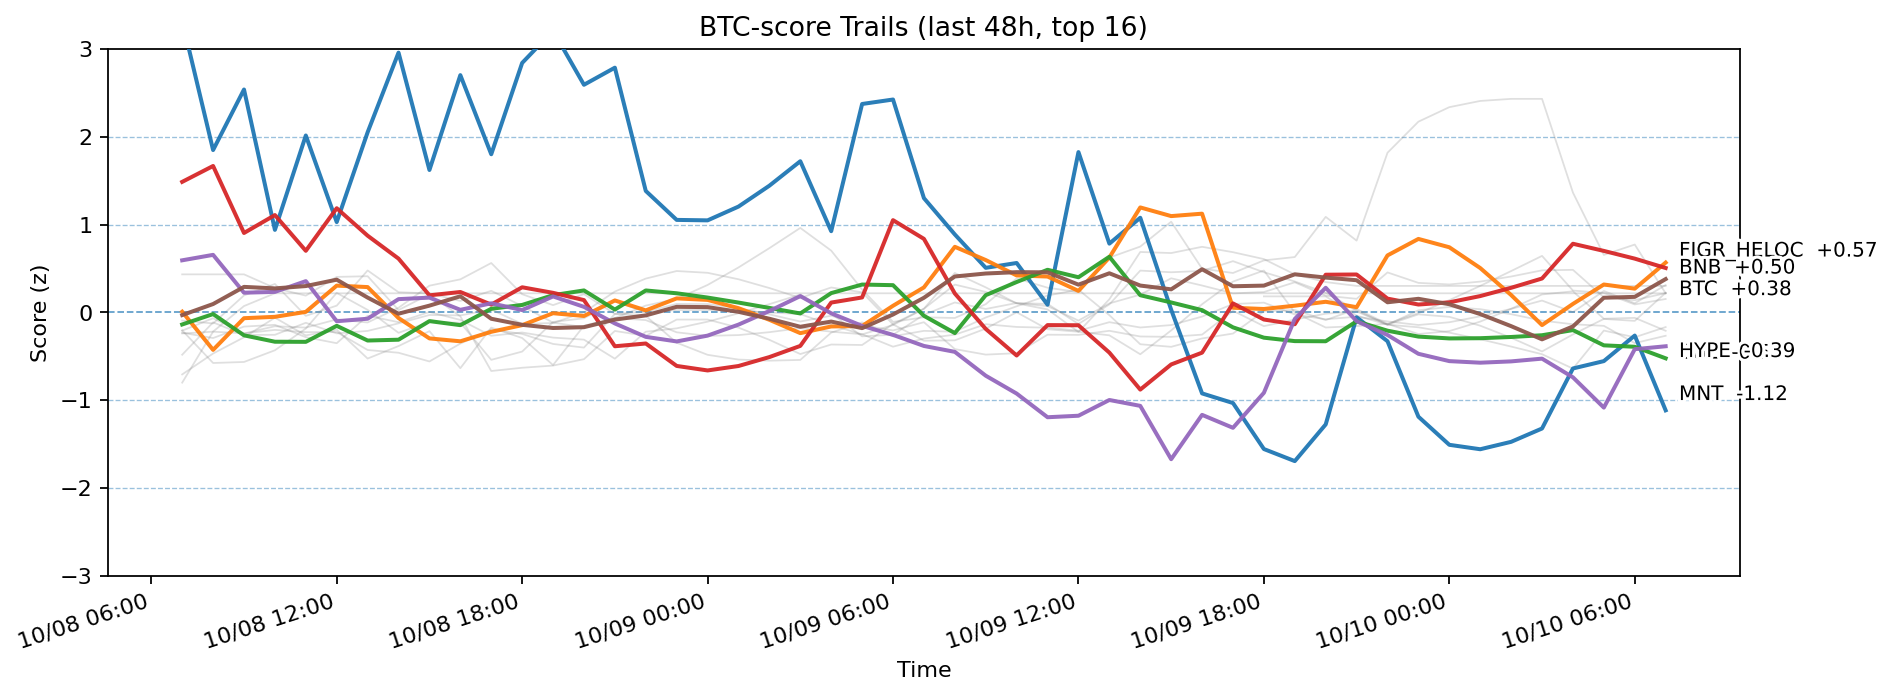 BTC-score Trails (last 48h, top 16)
Score (z)
3
2
1
0
−1
−2
−3
FIGR_HELOC +0.57
BNB +0.50
BTC +0.38
HYPE -0.39
MNT -1.12
10/08 06:00
10/08 12:00
10/08 18:00
10/09 00:00
10/09 06:00
10/09 12:00
10/09 18:00
10/10 00:00
10/10 06:00
Time